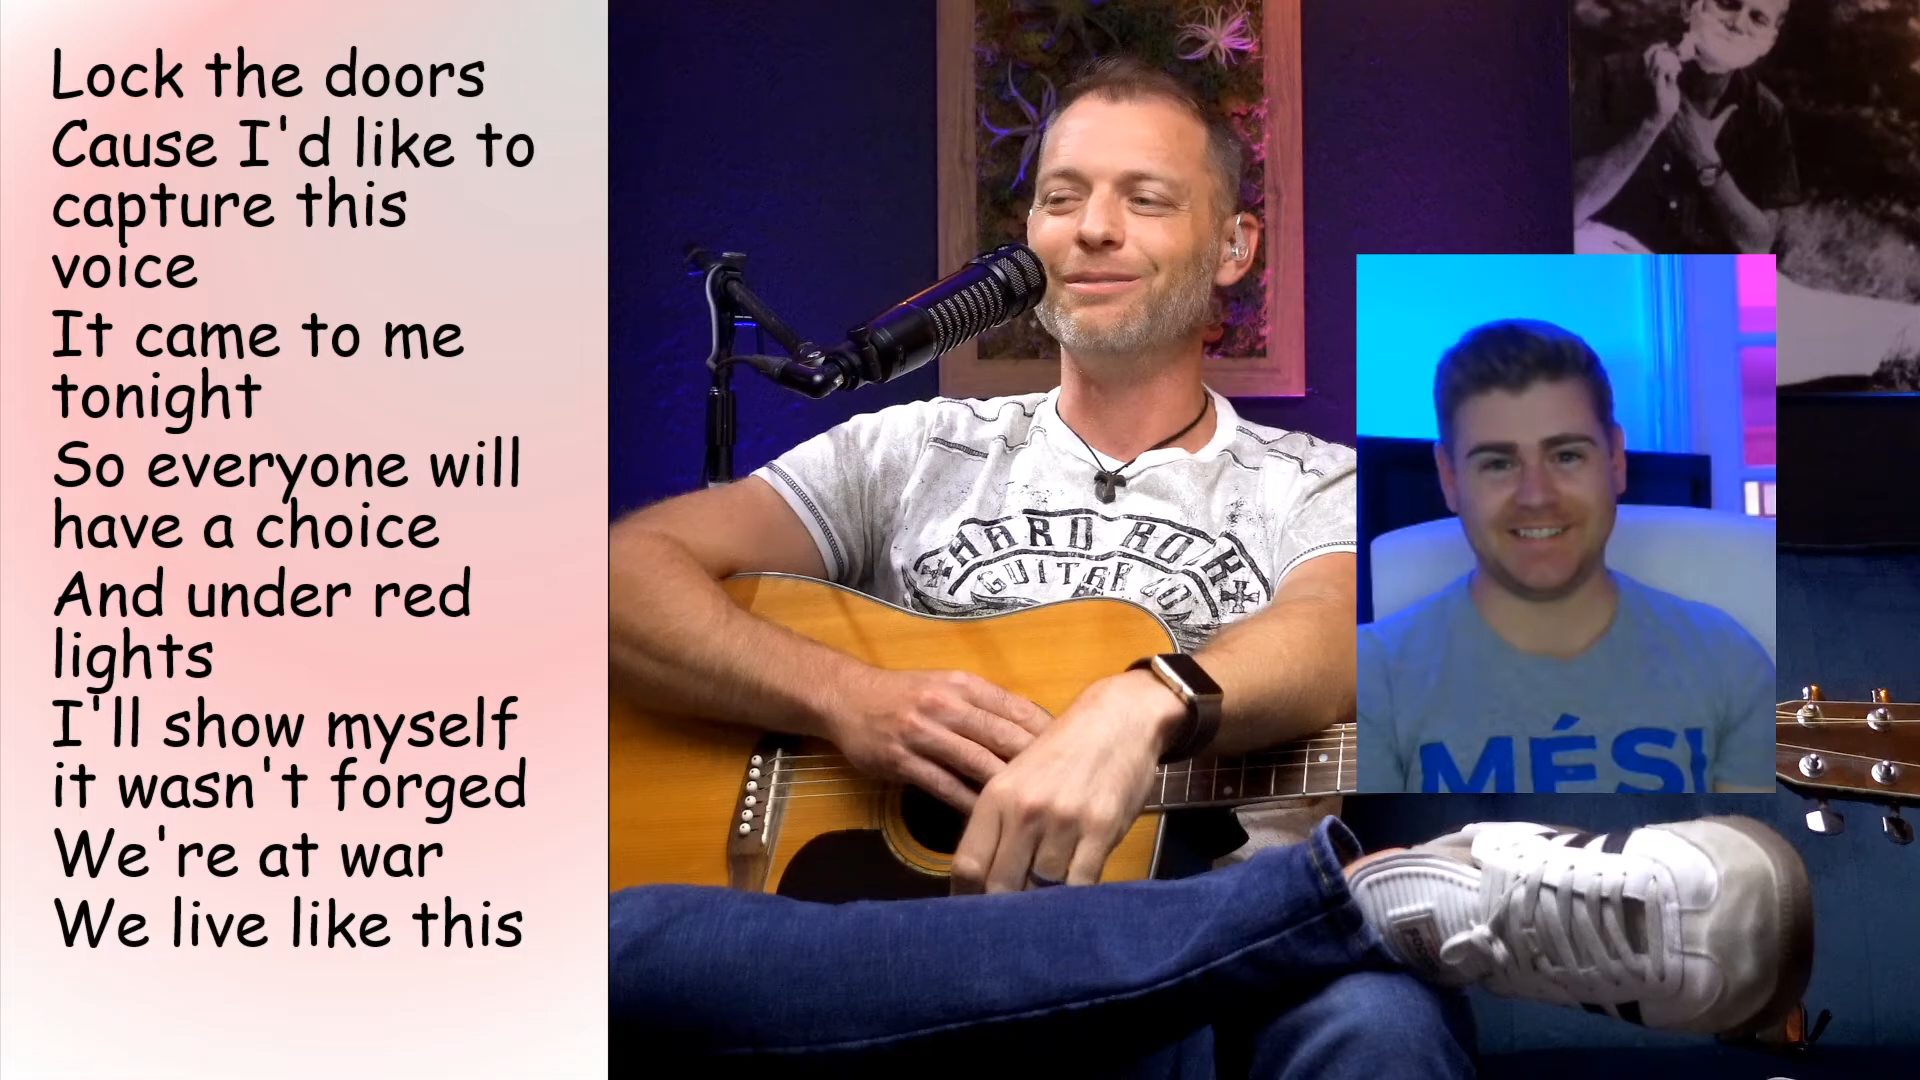 Lock the doors
Cause I'd like to
capture this
voice
It came to me
tonight
So everyone will
have a choice
And under red
lights
I'll show myself
it wasn't forged
We're at war
We live like this
HARD ROCK
GUITAR CO
MÉSI